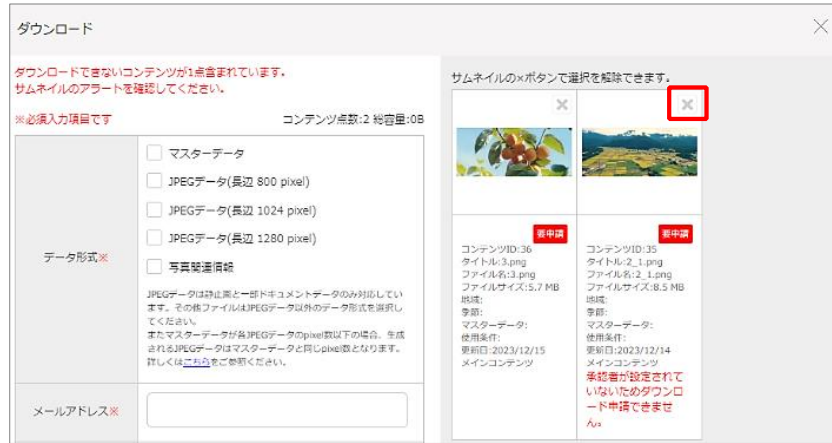 ダウンロード
ダウンロードできないコンテンツが1点含まれています。
サムネイルのアラートを確認してください。
※必須入力項目です
コンテンツ点数:2 総容量:0B
データ形式※
マスターデータ
JPEGデータ(長辺 800 pixel)
JPEGデータ(長辺 1024 pixel)
JPEGデータ(長辺 1280 pixel)
写真関連情報
JPEGデータは静止画と一部ドキュメントデータのみ対応してい
ます。その他ファイルはJPEGデータ以外のデータ形式を選択し
てください。
またマスターデータが各JPEGデータのpixel数以下の場合、生成
されるJPEGデータはマスターデータと同じpixel数となります。
詳しくはこちらをご参照ください。
メールアドレス※
サムネイルの×ボタンで選択を解除できます。
要申請
コンテンツID:36
タイトル:3.png
ファイル名:3.png
ファイルサイズ:5.7 MB
地域:
季節:
マスターデータ:
使用条件:
更新日:2023/12/15
メインコンテンツ
要申請
コンテンツID:35
タイトル:2_1.png
ファイル名:2_1.png
ファイルサイズ:8.5 MB
地域:
季節:
マスターデータ:
使用条件:
更新日:2023/12/14
メインコンテンツ
承認者が設定されて
いないためダウンロ
ード申請できませ
ん。